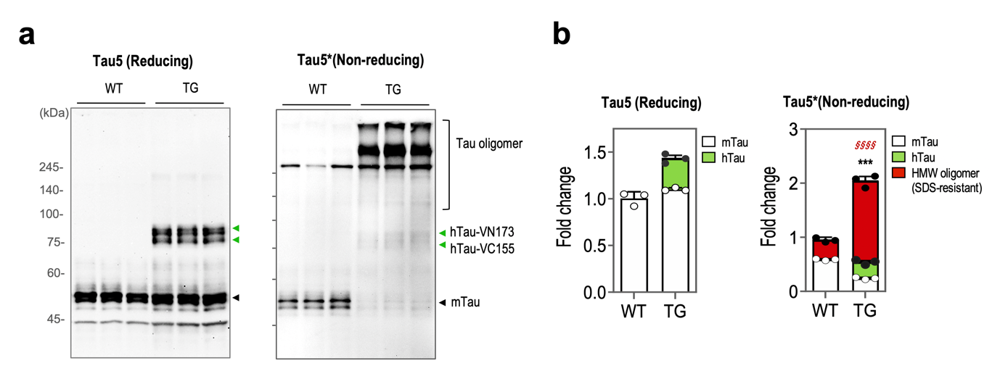 a
Tau5 (Reducing)
WT
TG
(kDa)
245-
140-
100-
75-
60-
45-
Tau5*(Non-reducing)
WT
TG
Tau oligomer
hTau-VN173
hTau-VC155
mTau
b
Tau5 (Reducing)
Fold change
1.5
1.0
0.5
0.0
WT
TG
mTau
hTau
Tau5*(Non-reducing)
Fold change
3
2
1
0
§§§§
***
WT
TG
mTau
hTau
HMW oligomer
(SDS-resistant)